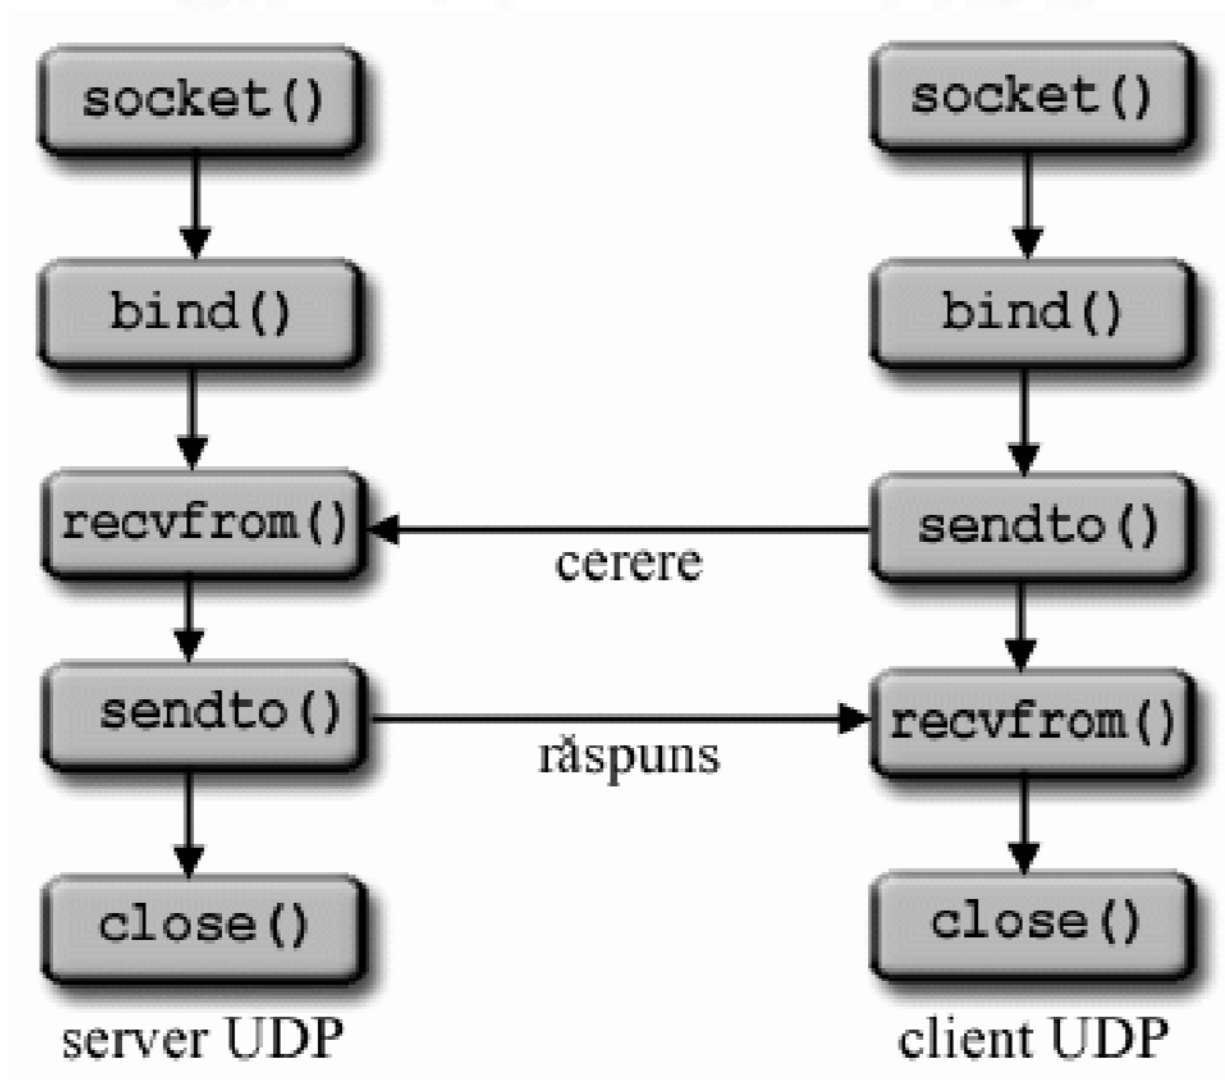 socket()
bind()
recvfrom()
sendto()
close()
server UDP
cerere
răspuns
socket()
bind()
sendto()
recvfrom()
close()
client UDP